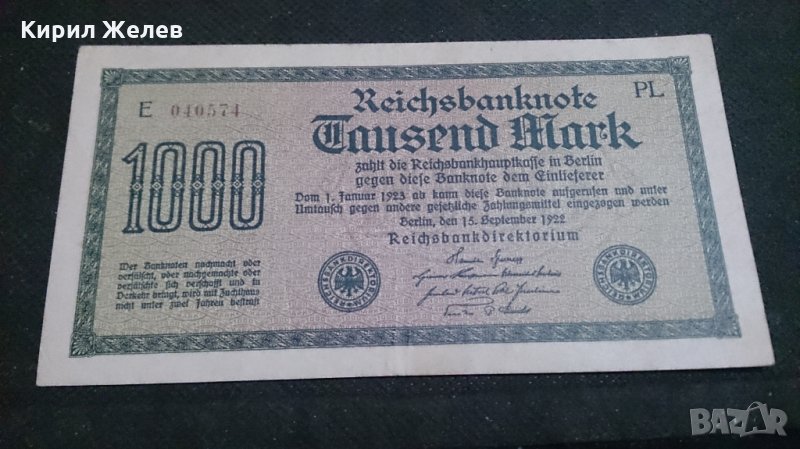 Кирил Желев
E 040574
PL
1000
Reichsbanknote
Tausend Mark
zahlt die Reichsbankhauptkasse in Berlin
gegen diese Banknote dem Einlieferer
Vom 1. Januar 1923 ab kann diese Banknote aufgerufen und unter
Umtausch gegen andere gesetzliche Zahlungsmittel eingezogen werden
Berlin, den 15. September 1922
Reichsbankdirektorium
Wer Banknoten nachmacht oder
verfälscht, oder nachgemachte oder
verfälschte sich verschafft und in
Verkehr bringt, wird mit Zuchthaus
nicht unter zwei Jahren bestraft
REICHSBANKDIREKTORIUM
REICHSBANKDIREKTORIUM
BAZAR